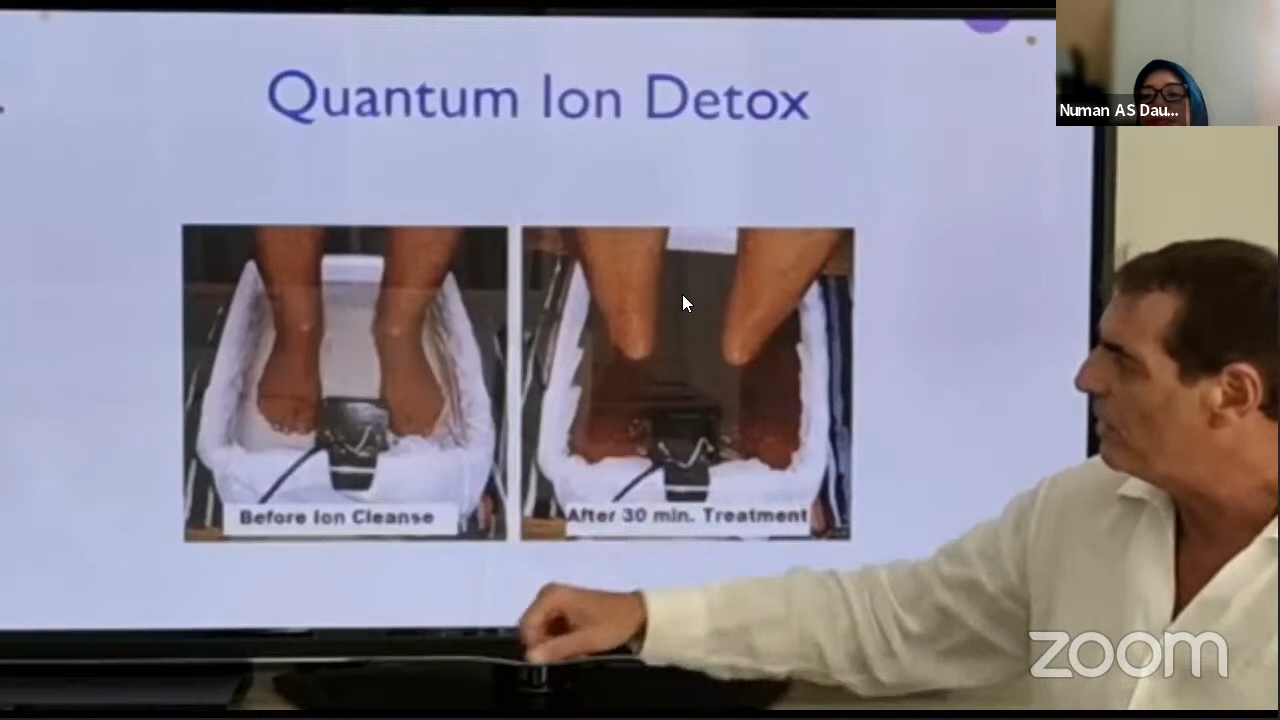 Quantum Ion Detox
Numan AS Dau...
Before Ion Cleanse
After 30 min. Treatment
zoom